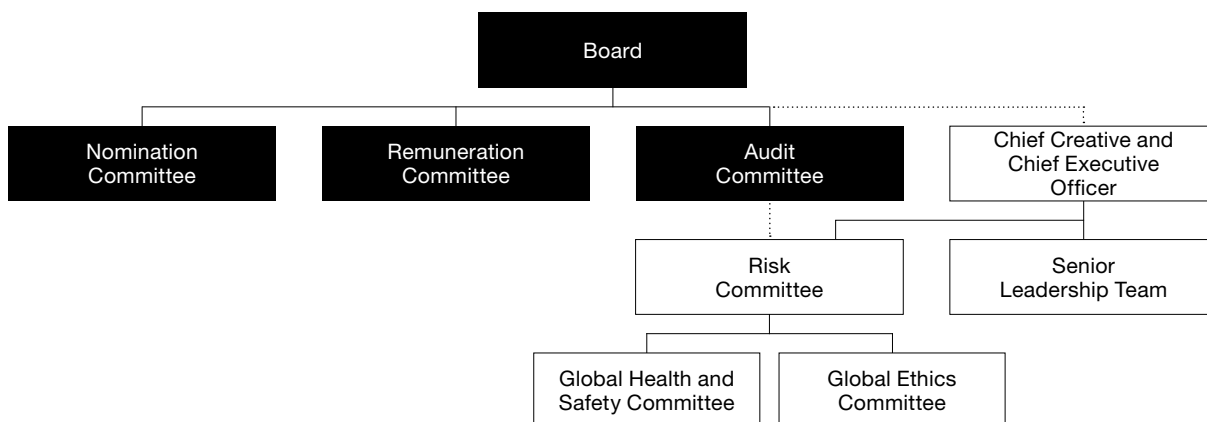 Board
Nomination
Committee
Remuneration
Committee
Audit
Committee
Chief Creative and
Chief Executive
Officer
Risk
Committee
Senior
Leadership Team
Global Health and
Safety Committee
Global Ethics
Committee